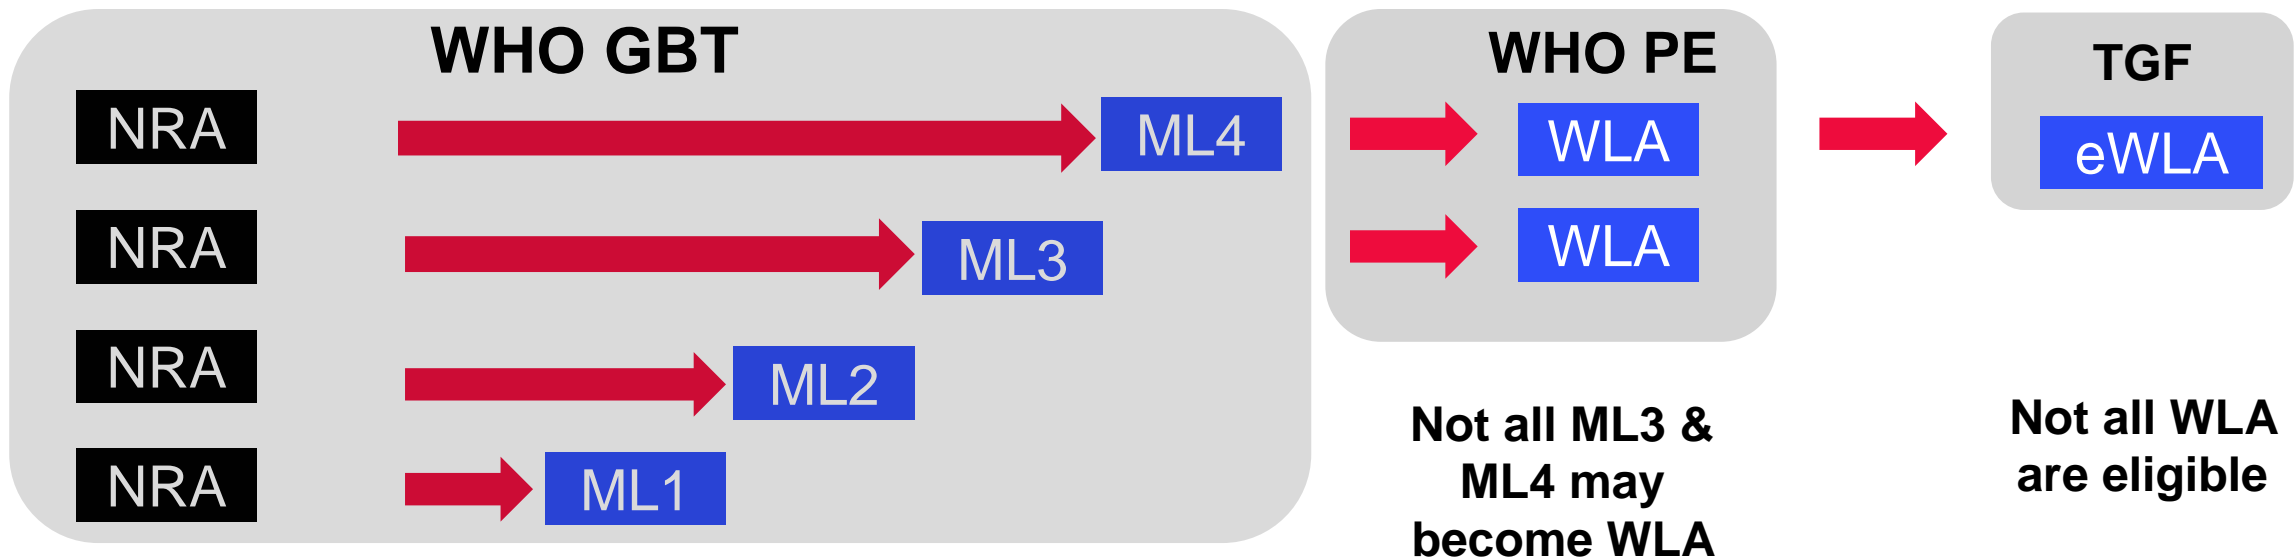 WHO GBT
NRA
ML4
NRA
ML3
NRA
ML2
NRA
ML1
WHO PE
WLA
WLA
Not all ML3 &
ML4 may
become WLA
TGF
eWLA
Not all WLA
are eligible